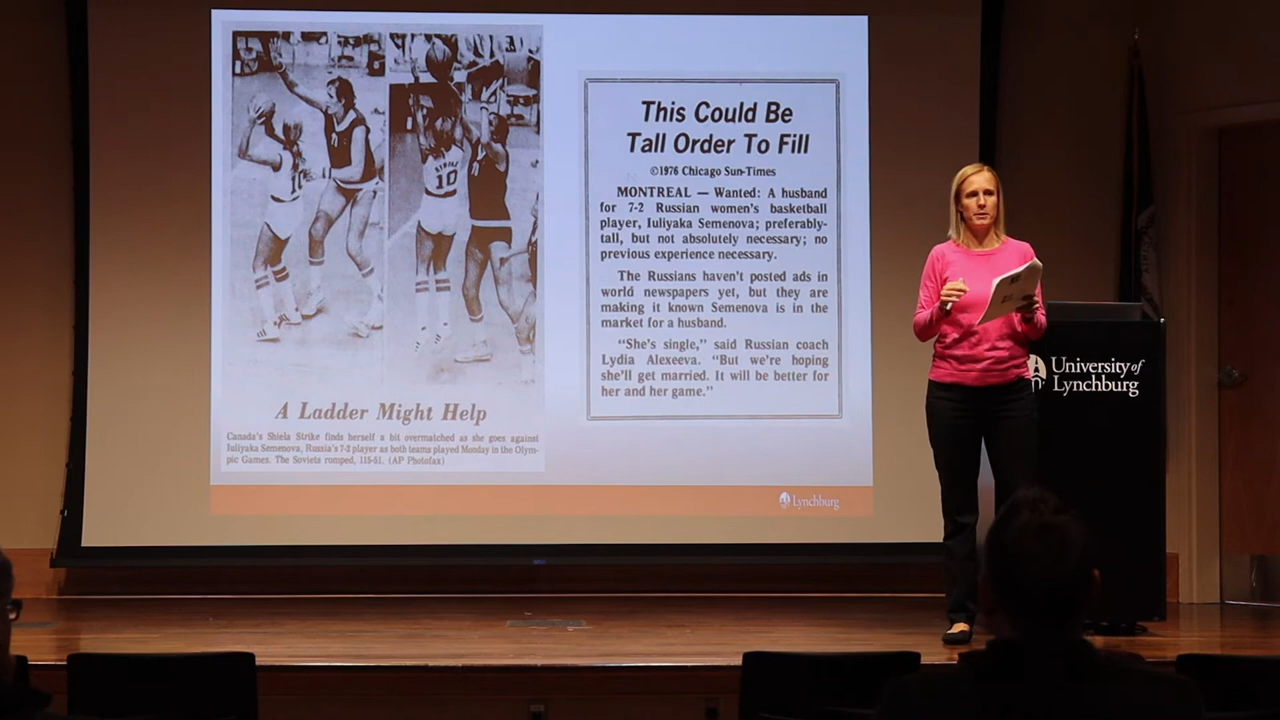 STRIKE
10
A Ladder Might Help
Canada's Shiela Strike finds herself a bit overmatched as she goes against
Juliyaka Semenova, Russia's 7-2 player as both teams played Monday in the Olym-
pic Games. The Soviets romped, 115-51. (AP Photofax)
This Could Be
Tall Order To Fill
©1976 Chicago Sun-Times
MONTREAL — Wanted: A husband
for 7-2 Russian women's basketball
player, Iuliyaka Semenova; preferably-
tall, but not absolutely necessary; no
previous experience necessary.
The Russians haven't posted ads in
world newspapers yet, but they are
making it known Semenova is in the
market for a husband.
"She's single," said Russian coach
Lydia Alexeeva. "But we're hoping
she'll get married. It will be better for
her and her game."
Lynchburg
University of
Lynchburg